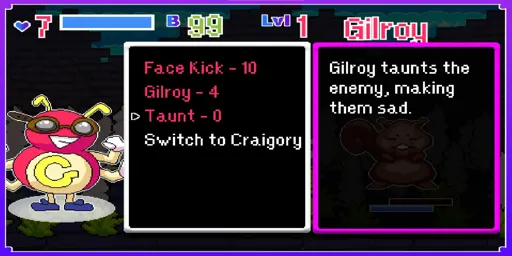 7 B 99 Lvl 1 Gilroy
Face Kick - 10
Gilroy - 4
Taunt - 0
Switch to Craigory
Gilroy taunts the
enemy, making
them sad.
G